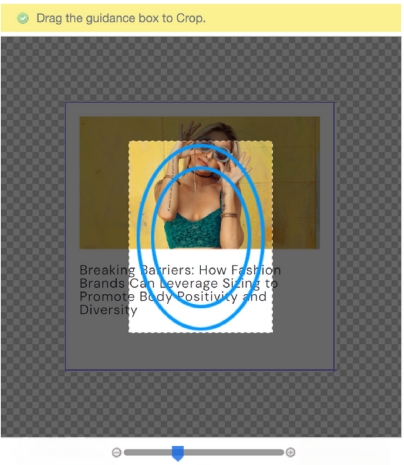 Drag the guidance box to Crop.
Breaking Barriers: How Fashion
Brands Can Leverage Sizing to
Promote Body Positivity and
Diversity